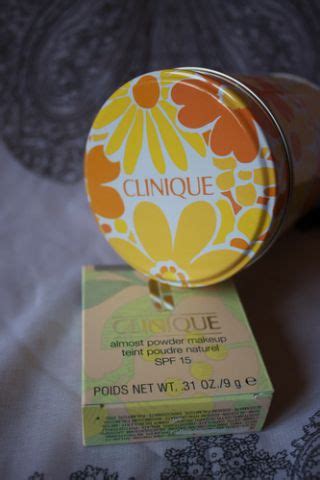 CLINIQUE
CLINIQUE
almost powder makeup
teint poudre naturel
SPF 15
POIDS NET WT. .31 OZ./9 g e